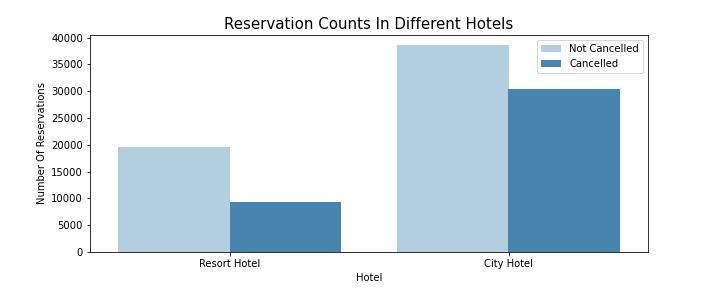 Reservation Counts In Different Hotels
Not Cancelled
Cancelled
Number Of Reservations
40000
35000
30000
25000
20000
15000
10000
5000
0
Resort Hotel
City Hotel
Hotel